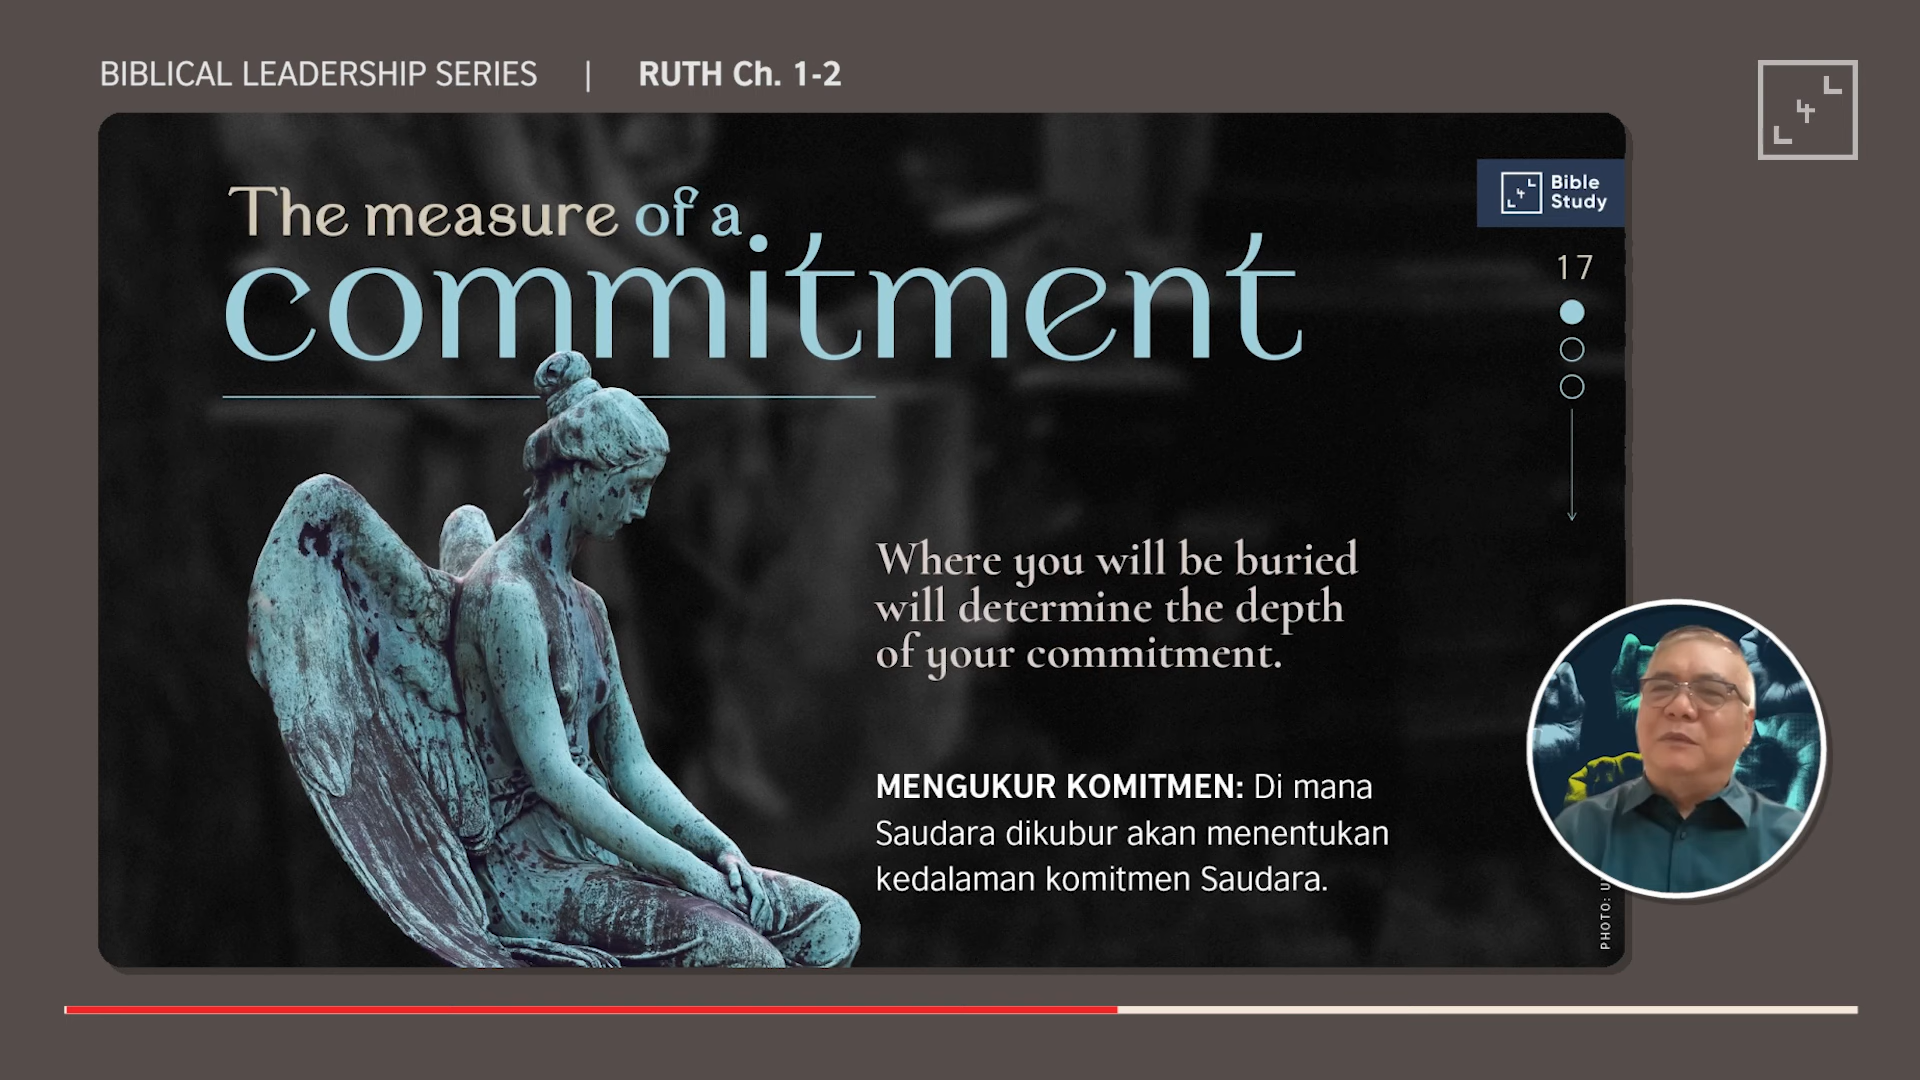 BIBLICAL LEADERSHIP SERIES | RUTH Ch. 1-2
The measure of a
commitment
Bible
Study
17
Where you will be buried
will determine the depth
of your commitment.
MENGUKUR KOMITMEN: Di mana
Saudara dikubur akan menentukan
kedalaman komitmen Saudara.
PHOTO: